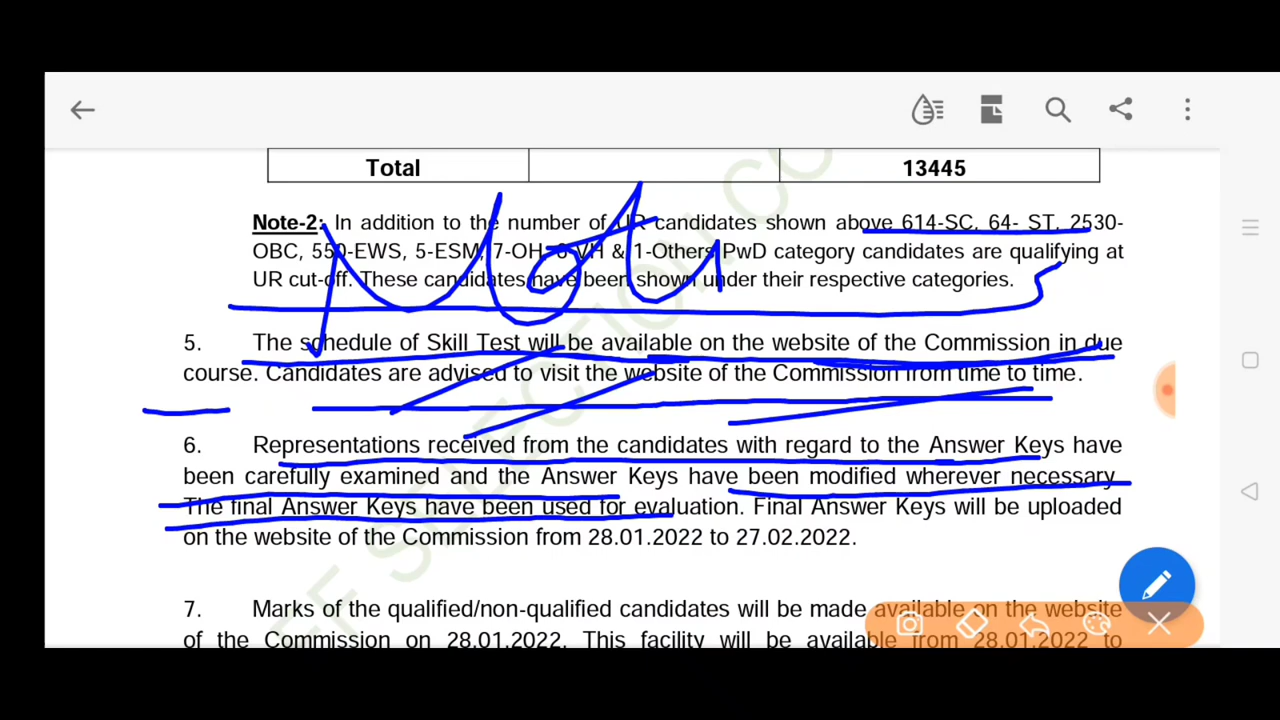 Total 13445
Note-2: In addition to the number of UR candidates shown above 614-SC, 64- ST, 2530-
OBC, 550-EWS, 5-ESM, 7-OH, 6-VH & 1-Others PwD category candidates are qualifying at
UR cut-off. These candidates have been shown under their respective categories.
5. The schedule of Skill Test will be available on the website of the Commission in due
course. Candidates are advised to visit the website of the Commission from time to time.
6. Representations received from the candidates with regard to the Answer Keys have
been carefully examined and the Answer Keys have been modified wherever necessary.
The final Answer Keys have been used for evaluation. Final Answer Keys will be uploaded
on the website of the Commission from 28.01.2022 to 27.02.2022.
7. Marks of the qualified/non-qualified candidates will be made available on the website
of the Commission on 28.01.2022. This facility will be available from 28.01.2022 to